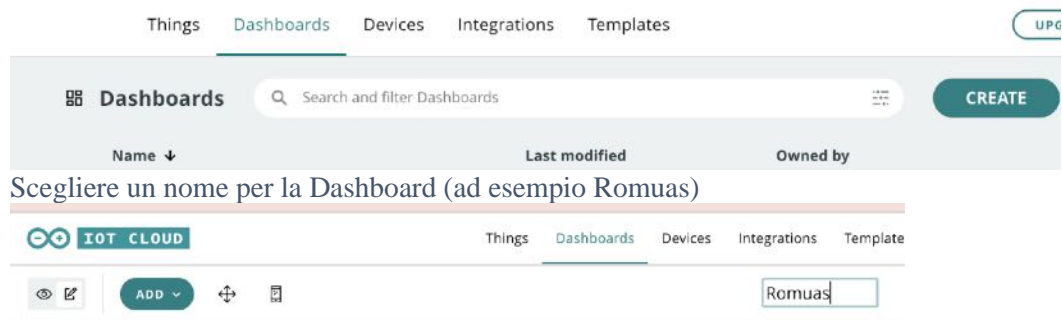 Things Dashboards Devices Integrations Templates
Dashboards Search and filter Dashboards CREATE
Name Last modified Owned by
Scegliere un nome per la Dashboard (ad esempio Romuas)
IOT CLOUD Things Dashboards Devices Integrations Template
ADD Romuas